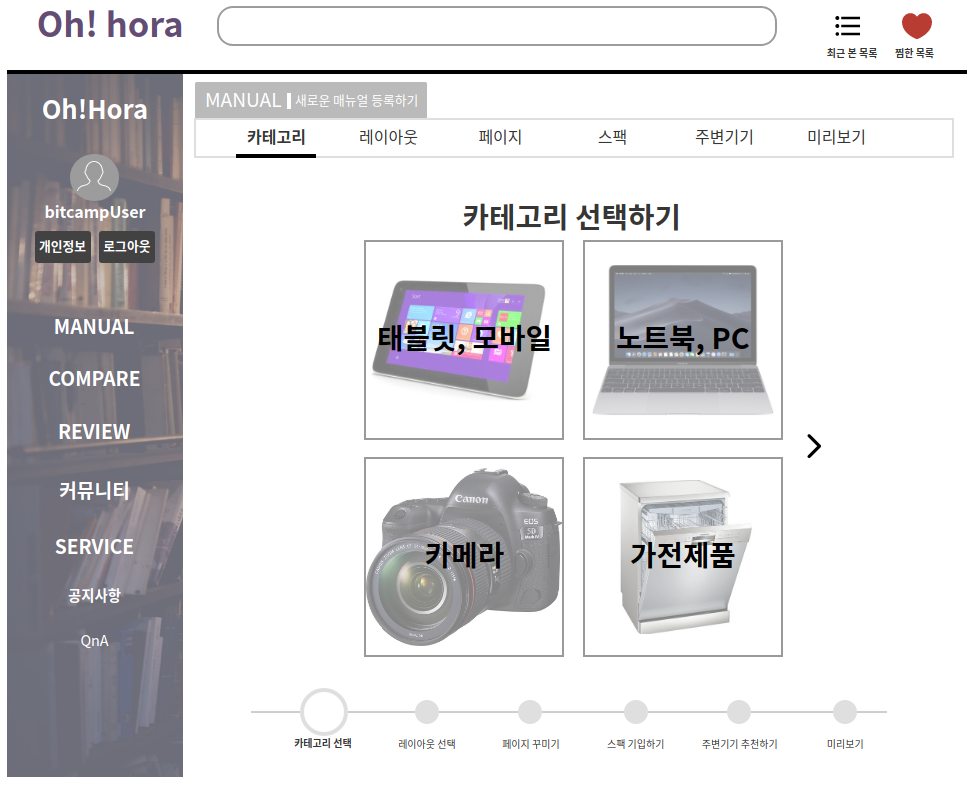 Oh! hora
최근 본 목록
찜한 목록
Oh!Hora
bitcampUser
개인정보
로그아웃
MANUAL
COMPARE
REVIEW
커뮤니티
SERVICE
공지사항
QnA
MANUAL 새로운 매뉴얼 등록하기
카테고리 레이아웃 페이지 스팩 주변기기 미리보기
카테고리 선택하기
태블릿, 모바일
노트북, PC
Canon
EOS
5D
카메라
가전제품
카테고리 선택
레이아웃 선택
페이지 꾸미기
스팩 기입하기
주변기기 추천하기
미리보기